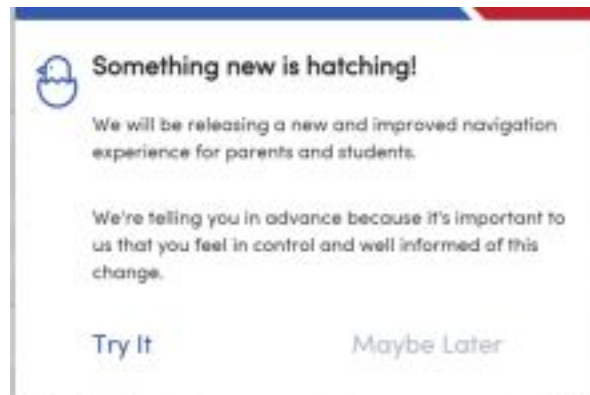 Something new is hatching!
We will be releasing a new and improved navigation
experience for parents and students.
We're telling you in advance because it's important to
us that you feel in control and well informed of this
change.
Try It
Maybe Later